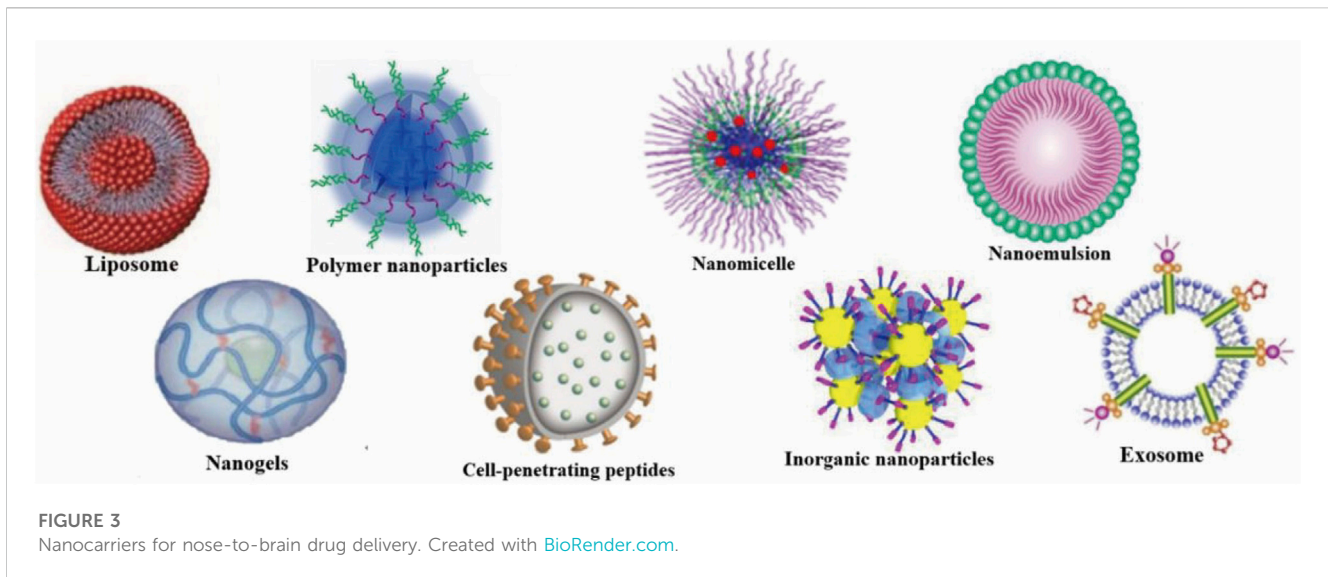 Liposome
Polymer nanoparticles
Nanomicelle
Nanoemulsion
Nanogels
Cell-penetrating peptides
Inorganic nanoparticles
Exosome
FIGURE 3
Nanocarriers for nose-to-brain drug delivery. Created with BioRender.com.